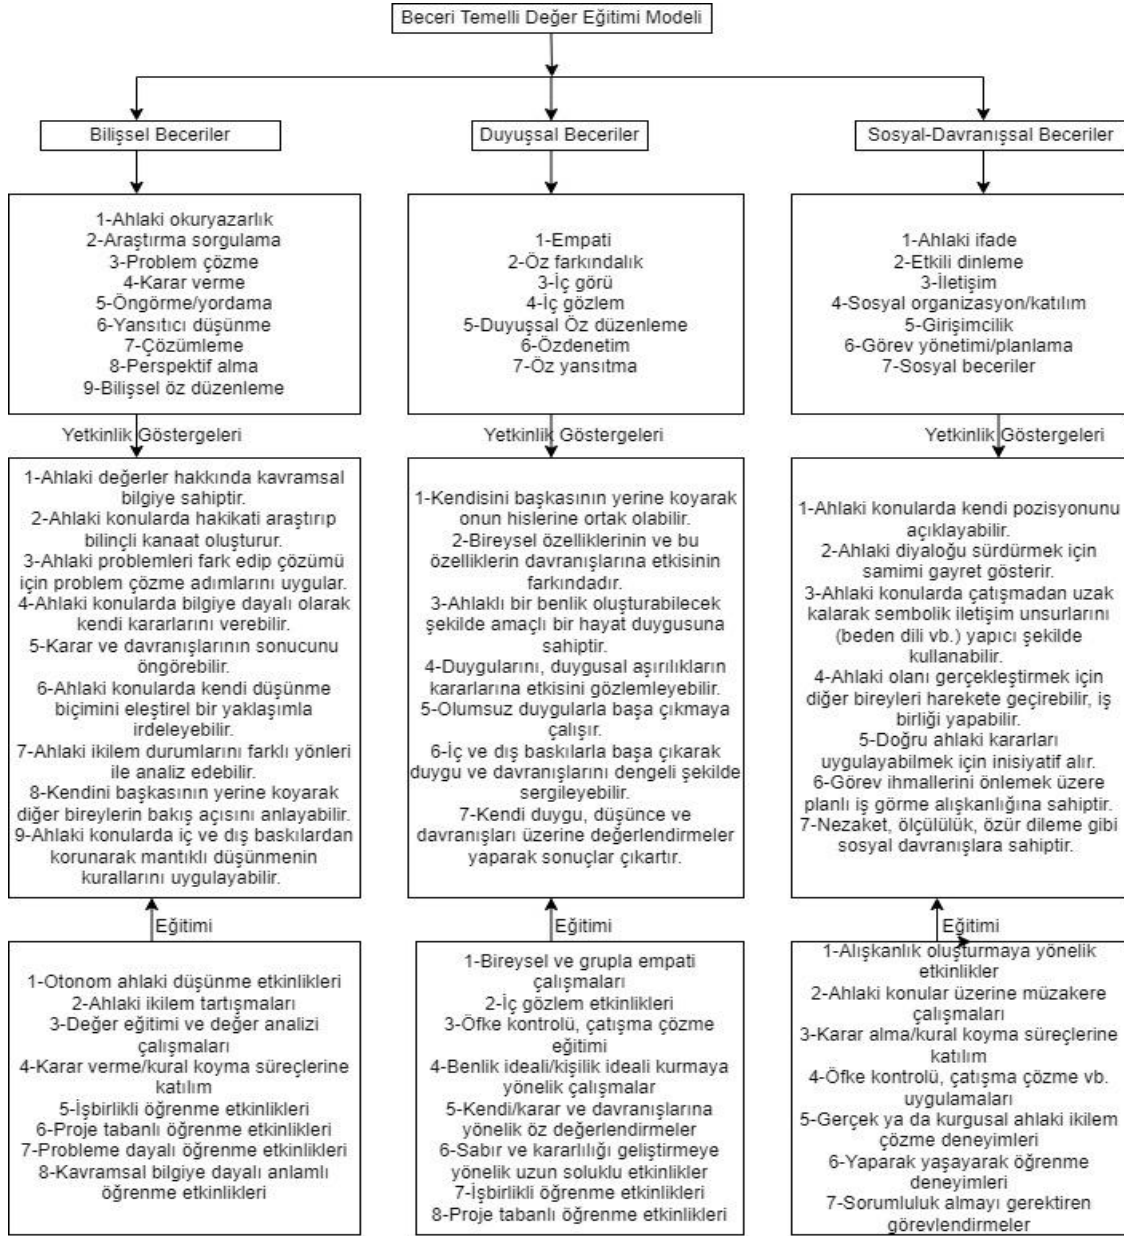 Beceri Temelli Değer Eğitimi Modeli
Bilişsel Beceriler
Duyuşsal Beceriler
Sosyal-Davranışsal Beceriler
1-Ahlaki okuryazarlık
2-Araştırma sorgulama
3-Problem çözme
4-Karar verme
5-Öngörme/yordama
6-Yansıtıcı düşünme
7-Çözümleme
8-Perspektif alma
9-Bilişsel öz düzenleme
1-Empati
2-Öz farkındalık
3-İç görü
4-İç gözlem
5-Duyuşsal Öz düzenleme
6-Özdenetim
7-Öz yansıtma
1-Ahlaki ifade
2-Etkili dinleme
3-İletişim
4-Sosyal organizasyon/katılım
5-Girişimcilik
6-Görev yönetimi/planlama
7-Sosyal beceriler
Yetkinlik Göstergeleri
Yetkinlik Göstergeleri
Yetkinlik Göstergeleri
1-Ahlaki değerler hakkında kavramsal
bilgiye sahiptir.
2-Ahlaki konularda hakikati araştırıp
bilinçli kanaat oluşturur.
3-Ahlaki problemleri fark edip çözümü
için problem çözme adımlarını uygular.
4-Ahlaki konularda bilgiye dayalı olarak
kendi kararlarını verebilir.
5-Karar ve davranışlarının sonucunu
öngörebilir.
6-Ahlaki konularda kendi düşünme
biçimini eleştirel bir yaklaşımla
irdeleyebilir.
7-Ahlaki ikilem durumlarını farklı yönleri
ile analiz edebilir.
8-Kendini başkasının yerine koyarak
diğer bireylerin bakış açısını anlayabilir.
9-Ahlaki konularda iç ve dış baskılardan
korunarak mantıklı düşünmenin
kurallarını uygulayabilir.
1-Kendisini başkasının yerine koyarak
onun hislerine ortak olabilir.
2-Bireysel özelliklerinin ve bu
özelliklerin davranışlarına etkisinin
farkındadır.
3-Ahlaklı bir benlik oluşturabilecek
şekilde amaçlı bir hayat duygusuna
sahiptir.
4-Duygularını, duygusal aşırılıkların
kararlarına etkisini gözlemleyebilir.
5-Olumsuz duygularla başa çıkmaya
çalışır.
6-İç ve dış baskılarla başa çıkarak
duygu ve davranışlarını dengeli şekilde
sergileyebilir.
7-Kendi duygu, düşünce ve
davranışları üzerine değerlendirmeler
yaparak sonuçlar çıkartır.
1-Ahlaki konularda kendi pozisyonunu
açıklayabilir.
2-Ahlaki diyaloğu sürdürmek için
samimi gayret gösterir.
3-Ahlaki konularda çatışmadan uzak
kalarak sembolik iletişim unsurlarını
(beden dili vb.) yapıcı şekilde
kullanabilir.
4-Ahlaki olanı gerçekleştirmek için
diğer bireyleri harekete geçirebilir, iş
birliği yapabilir.
5-Doğru ahlaki kararları
uygulayabilmek için inisiyatif alır.
6-Görev ihmallerini önlemek üzere
planlı iş görme alışkanlığına sahiptir.
7-Nezaket, ölçülülük, özür dileme gibi
sosyal davranışlara sahiptir.
Eğitimi
Eğitimi
Eğitimi
1-Otonom ahlaki düşünme etkinlikleri
2-Ahlaki ikilem tartışmaları
3-Değer eğitimi ve değer analizi
çalışmaları
4-Karar verme/kural koyma süreçlerine
katılım
5-İşbirlikli öğrenme etkinlikleri
6-Proje tabanlı öğrenme etkinlikleri
7-Probleme dayalı öğrenme etkinlikleri
8-Kavramsal bilgiye dayalı anlamlı
öğrenme etkinlikleri
1-Bireysel ve grupla empati
çalışmaları
2-İç gözlem etkinlikleri
3-Öfke kontrolü, çatışma çözme
eğitimi
4-Benlik ideali/kişilik ideali kurmaya
yönelik çalışmalar
5-Kendi/karar ve davranışlarına
yönelik öz değerlendirmeler
6-Sabır ve kararlılığı geliştirmeye
yönelik uzun soluklu etkinlikler
7-İşbirlikli öğrenme etkinlikleri
8-Proje tabanlı öğrenme etkinlikleri
1-Alışkanlık oluşturmaya yönelik
etkinlikler
2-Ahlaki konular üzerine müzakere
çalışmaları
3-Karar alma/kural koyma süreçlerine
katılım
4-Öfke kontrolü, çatışma çözme vb.
uygulamaları
5-Gerçek ya da kurgusal ahlaki ikilem
çözme deneyimleri
6-Yaparak yaşayarak öğrenme
deneyimleri
7-Sorumluluk almayı gerektiren
görevlendirmeler